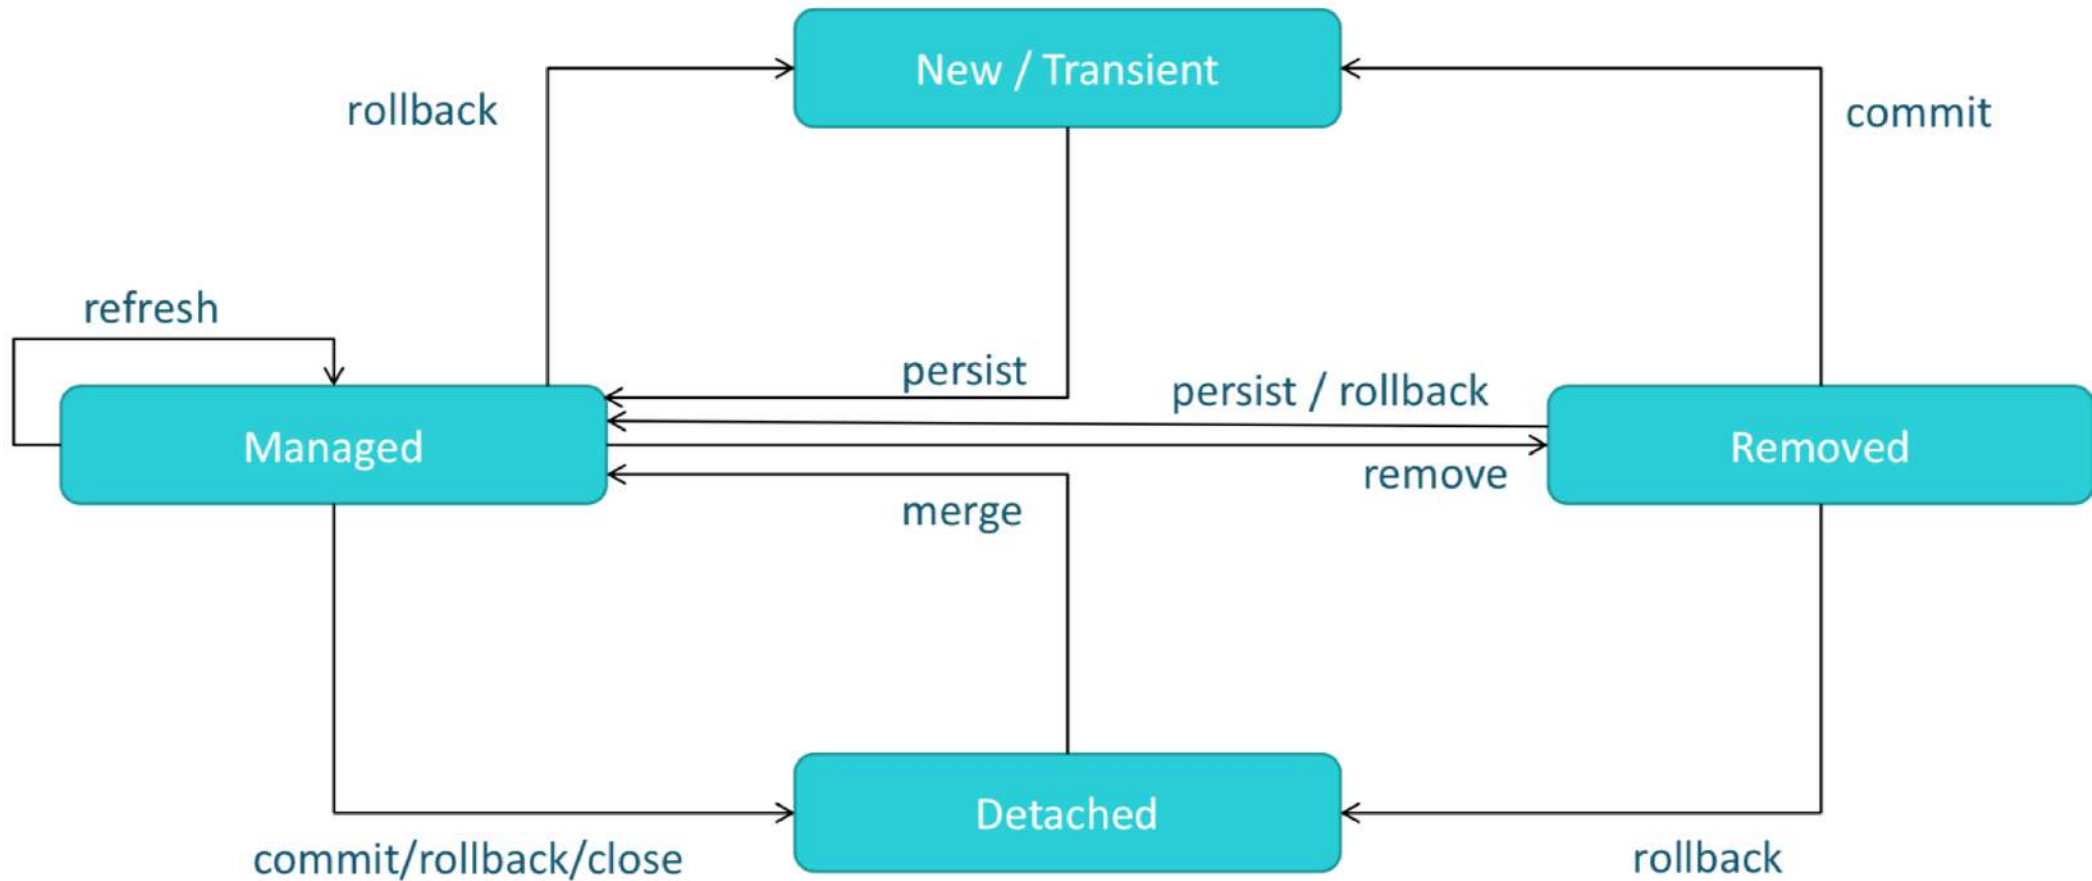 New / Transient
rollback
commit
refresh
persist
persist / rollback
Managed
Removed
remove
merge
Detached
commit/rollback/close
rollback